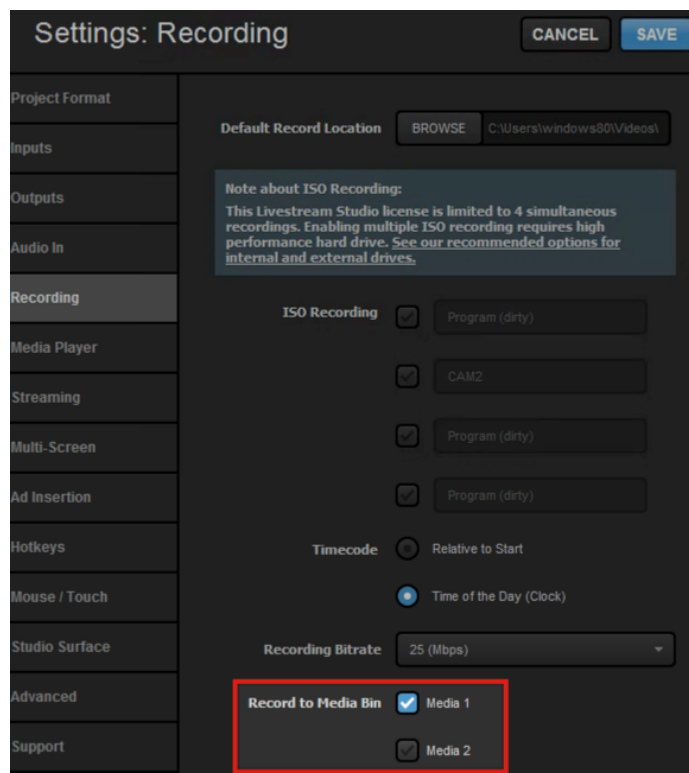 Settings: Recording
CANCEL
SAVE
Project Format
Inputs
Outputs
Audio In
Recording
Media Player
Streaming
Multi-Screen
Ad Insertion
Hotkeys
Mouse / Touch
Studio Surface
Advanced
Support
Default Record Location
BROWSE
C:\Users\windows80\Videos\
Note about ISO Recording:
This Livestream Studio license is limited to 4 simultaneous
recordings. Enabling multiple ISO recording requires high
performance hard drive. See our recommended options for
internal and external drives.
ISO Recording
Program (dirty)
CAM2
Program (dirty)
Program (dirty)
Timecode
Relative to Start
Time of the Day (Clock)
Recording Bitrate
25 (Mbps)
Record to Media Bin
Media 1
Media 2